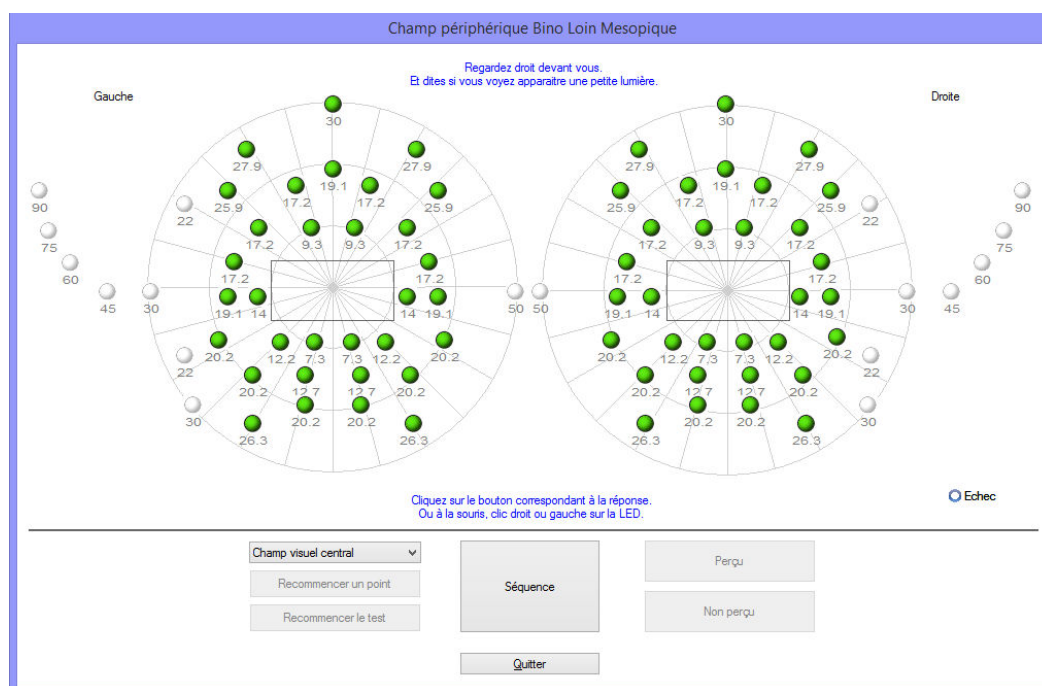 Champ périphérique Bino Loin Mesopique
Regardez droit devant vous.
Et dites si vous voyez apparaitre une petite lumière.
Gauche
Droite
30
30
27.9 27.9
27.9 27.9
19.1
19.1
17.2 17.2
17.2 17.2
25.9 25.9
25.9 25.9
90
90
22
22
75
75
17.2 9.3 9.3 17.2
17.2 9.3 9.3 17.2
60
60
17.2 17.2
17.2 17.2
45 30 19.1 14 14 19.1 50
50 19.1 14 14 19.1 30 45
20.2 12.2 7.3 7.3 12.2 20.2
20.2 12.2 7.3 7.3 12.2 20.2
22
22
20.2 12.7 12.7 20.2
20.2 12.7 12.7 20.2
30 20.2 20.2
20.2 20.2 30
26.3 26.3
26.3 26.3
Cliquez sur le bouton correspondant à la réponse.
Ou à la souris, clic droit ou gauche sur la LED.
Echec
Champ visuel central
Recommencer un point
Recommencer le test
Séquence
Perçu
Non perçu
Quitter